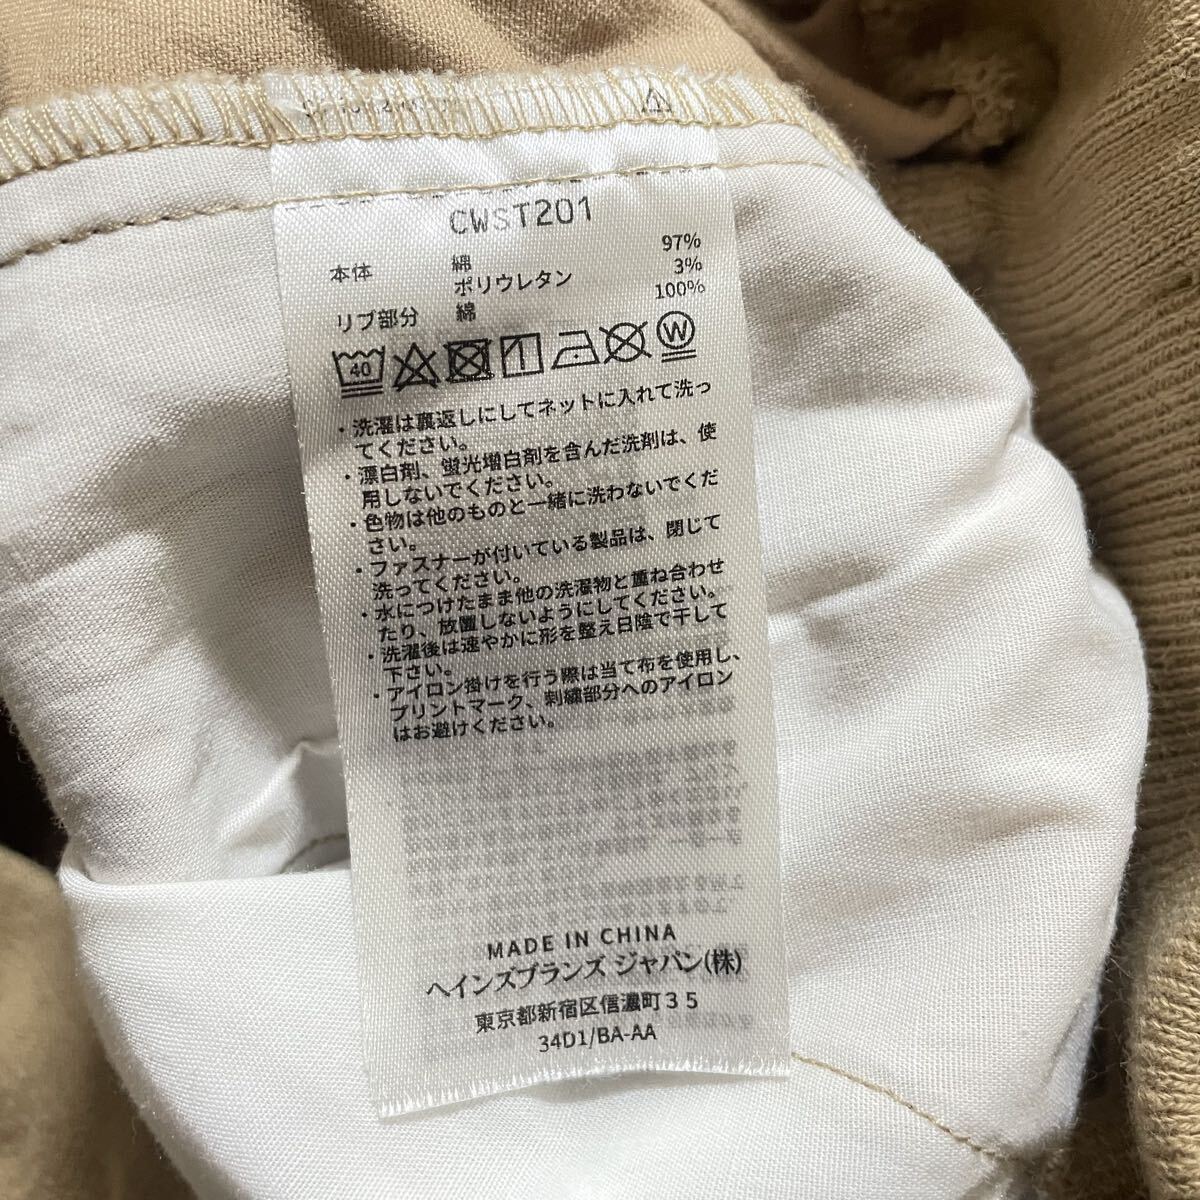 CWST201
本体 綿 97%
ポリウレタン 3%
リブ部分 綿 100%
40 W
・洗濯は裏返しにしてネットに入れて洗っ
てください。
・漂白剤、蛍光増白剤を含んだ洗剤は、使
用しないでください。
・色物は他のものと一緒に洗わないでくだ
さい。
・ファスナーが付いている製品は、閉じて
洗ってください。
・水につけたまま他の洗濯物と重ね合わせ
たり、放置しないようにしてください。
・洗濯後は速やかに形を整え日陰で干して
下さい。
・アイロン掛けを行う際は当て布を使用し、
プリントマーク、刺繍部分へのアイロン
はお避けください。
MADE IN CHINA
ヘインズブランズ ジャパン(株)
東京都新宿区信濃町35
34D1/BA-AA